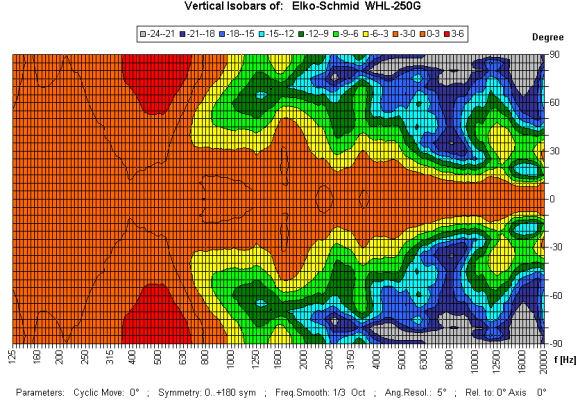 Vertical Isobars of: Elko-Schmid WHL-250G
-24--21 -21--18 -18--15 -15--12 -12--9 -9--6 -6--3 -3-0 0-3 3-6
Degree
90
60
30
0
-30
-60
-90
125 160 200 250 315 400 500 630 800 1000 1250 1600 2000 2500 3150 4000 5000 6300 8000 10000 12500 16000 20000 f [Hz]
Parameters: Cyclic Move: 0° ; Symmetry: 0..+180 sym ; Freq.Smooth: 1/3 Oct ; Ang.Resol.: 5° ; Rel. to: 0° Axis 0°